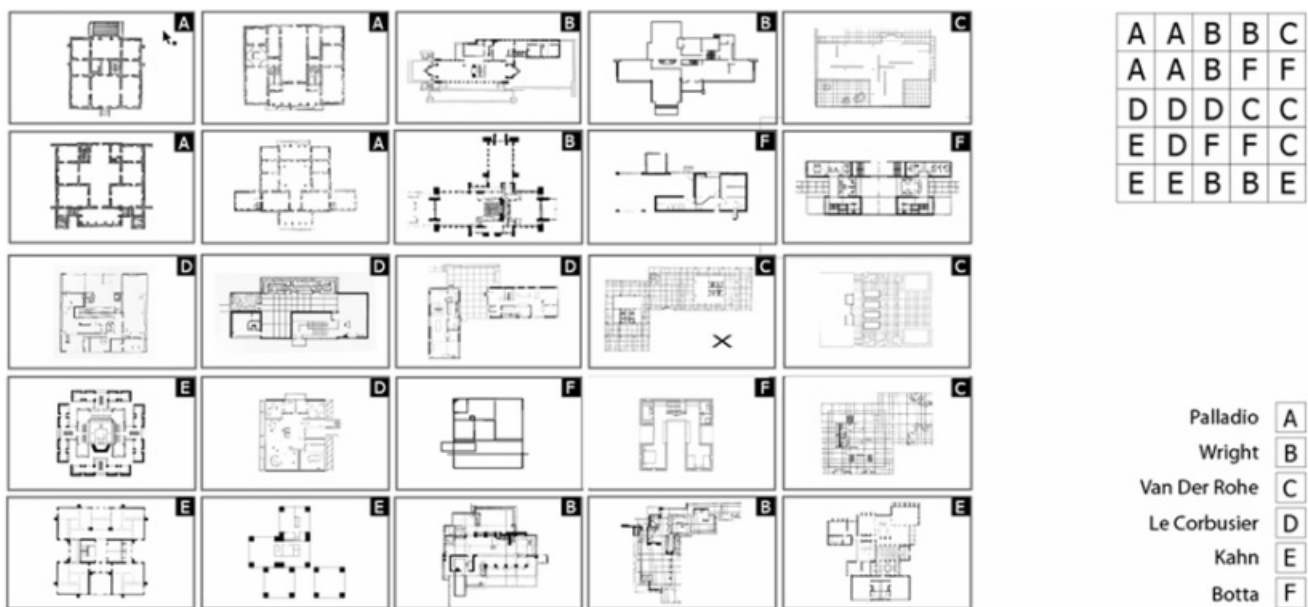 A A B B C
A A B F F
D D D C C
E D F F C
E E B B E
A A B B C
A A B F F
D D D C C
E D F F C
E E B B E
Palladio A
Wright B
Van Der Rohe C
Le Corbusier D
Kahn E
Botta F